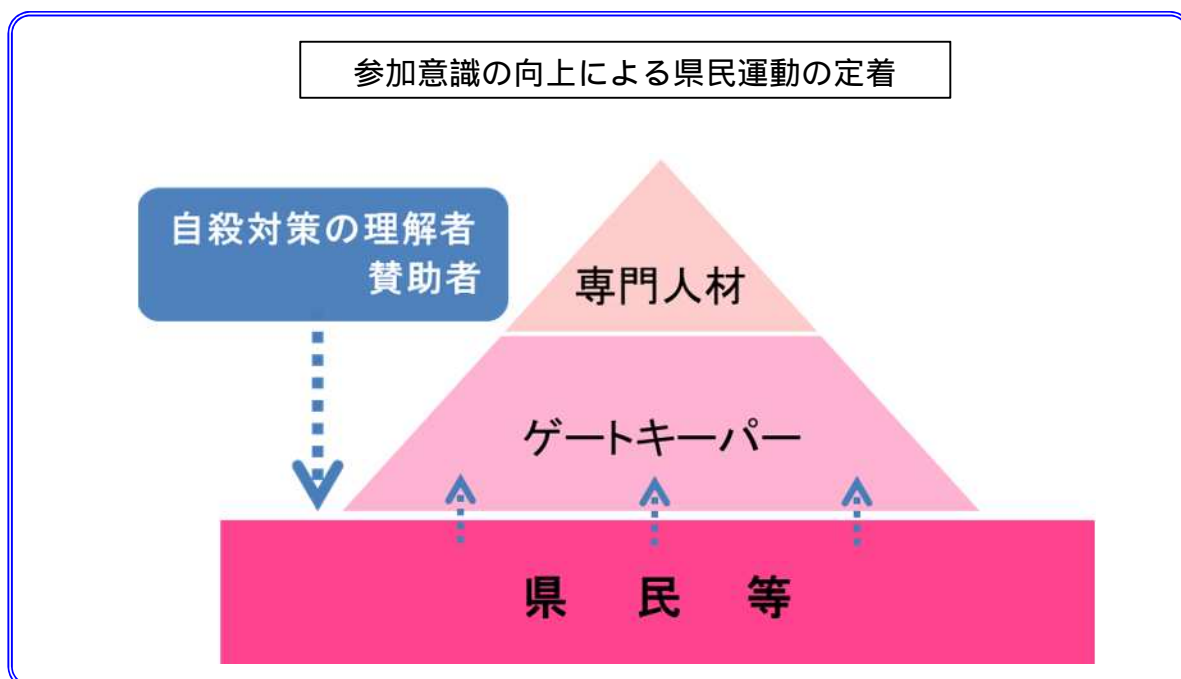 参加意識の向上による県民運動の定着
自殺対策の理解者
賛助者
専門人材
ゲートキーパー
県民等